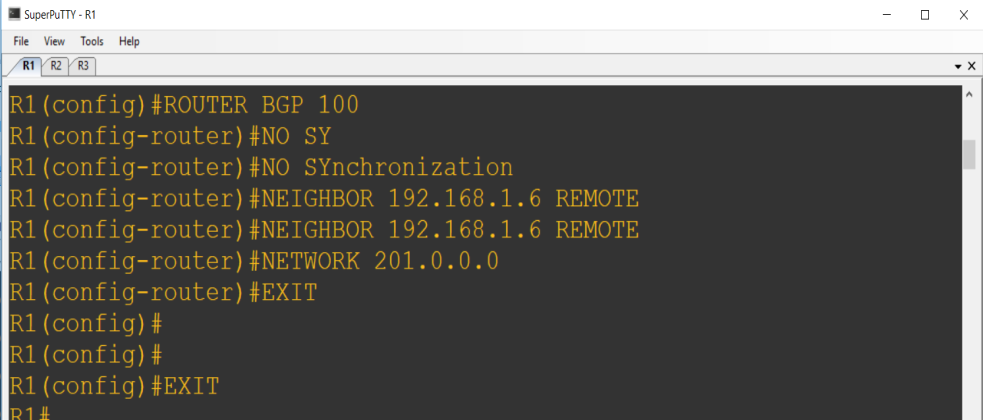 SuperPuTTY - R1
File View Tools Help
R1 R2 R3
R1(config)#ROUTER BGP 100
R1(config-router)#NO SY
R1(config-router)#NO SYnchronization
R1(config-router)#NEIGHBOR 192.168.1.6 REMOTE
R1(config-router)#NEIGHBOR 192.168.1.6 REMOTE
R1(config-router)#NETWORK 201.0.0.0
R1(config-router)#EXIT
R1(config)#
R1(config)#
R1(config)#EXIT
R1#